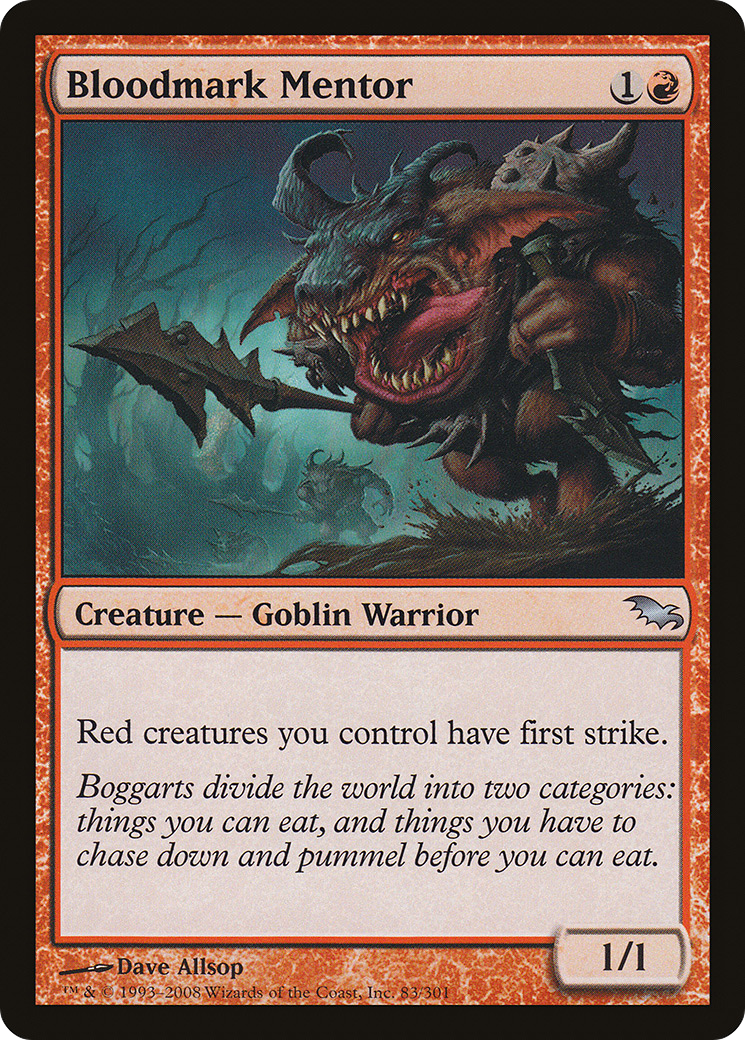 Bloodmark Mentor 1
Creature — Goblin Warrior
Red creatures you control have first strike.
Boggarts divide the world into two categories:
things you can eat, and things you have to
chase down and pummel before you can eat.
1/1
Dave Allsop
™ & © 1993–2008 Wizards of the Coast, Inc. 83/301